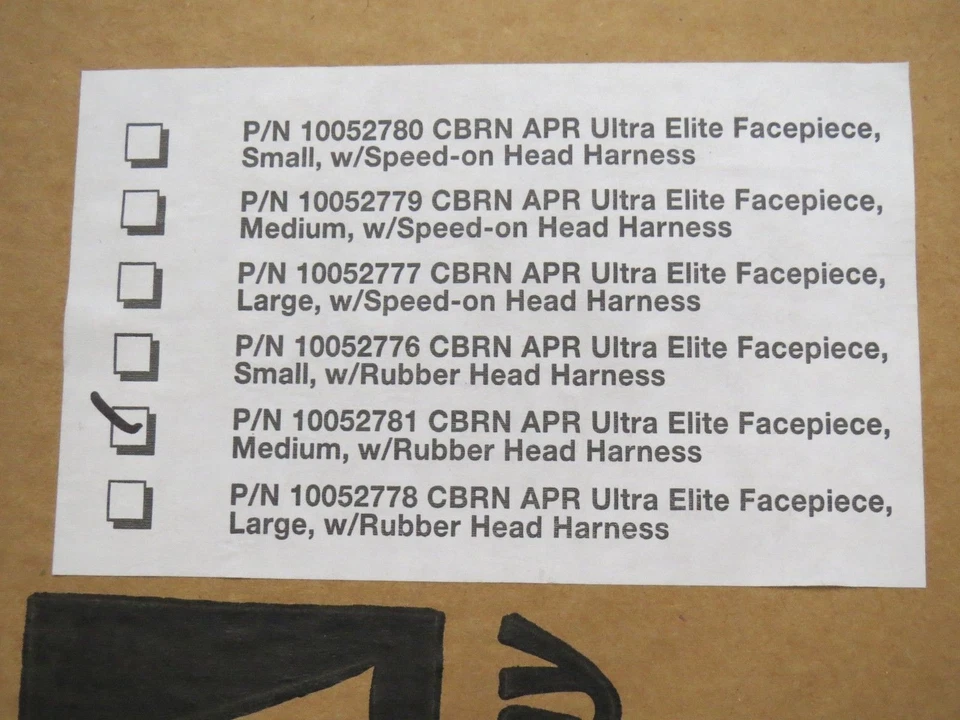 P/N 10052780 CBRN APR Ultra Elite Facepiece,
Small, w/Speed-on Head Harness
P/N 10052779 CBRN APR Ultra Elite Facepiece,
Medium, w/Speed-on Head Harness
P/N 10052777 CBRN APR Ultra Elite Facepiece,
Large, w/Speed-on Head Harness
P/N 10052776 CBRN APR Ultra Elite Facepiece,
Small, w/Rubber Head Harness
P/N 10052781 CBRN APR Ultra Elite Facepiece,
Medium, w/Rubber Head Harness
P/N 10052778 CBRN APR Ultra Elite Facepiece,
Large, w/Rubber Head Harness